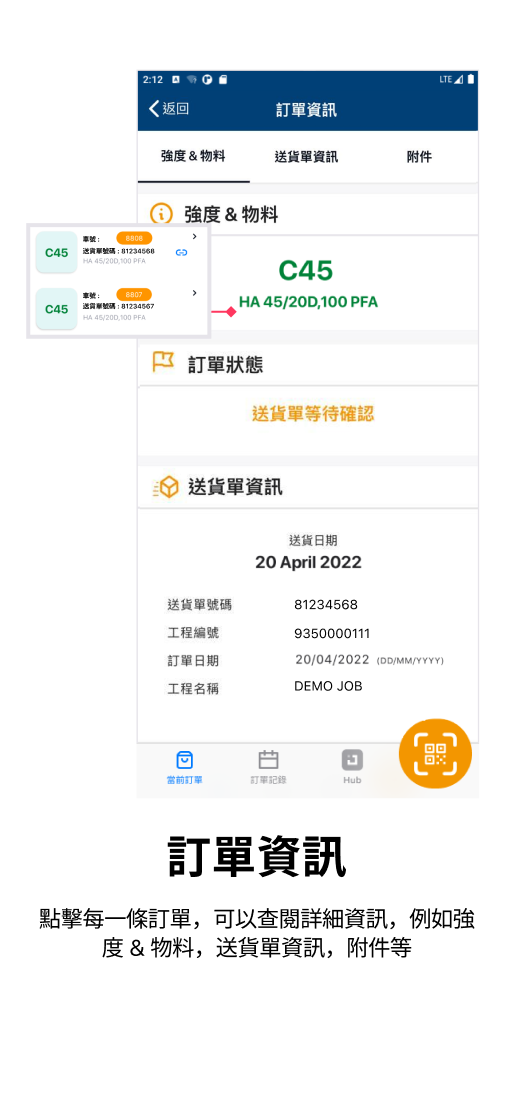 2:12
LTE
返回
訂單資訊
強度 & 物料
送貨單資訊
附件
強度 & 物料
C45
車號 :
6808
送貨單號碼 : 81234568
HA 45/20D,100 PFA
C45
車號 :
6807
送貨單號碼 : 81234567
HA 45/20D,100 PFA
C45
HA 45/20D,100 PFA
訂單狀態
送貨單等待確認
送貨單資訊
送貨日期
20 April 2022
送貨單號碼 81234568
工程編號 9350000111
訂單日期 20/04/2022 (DD/MM/YYYY)
工程名稱 DEMO JOB
當前訂單
訂單記錄
Hub
訂單資訊
點擊每一條訂單，可以查閱詳細資訊，例如強
度 & 物料，送貨單資訊，附件等